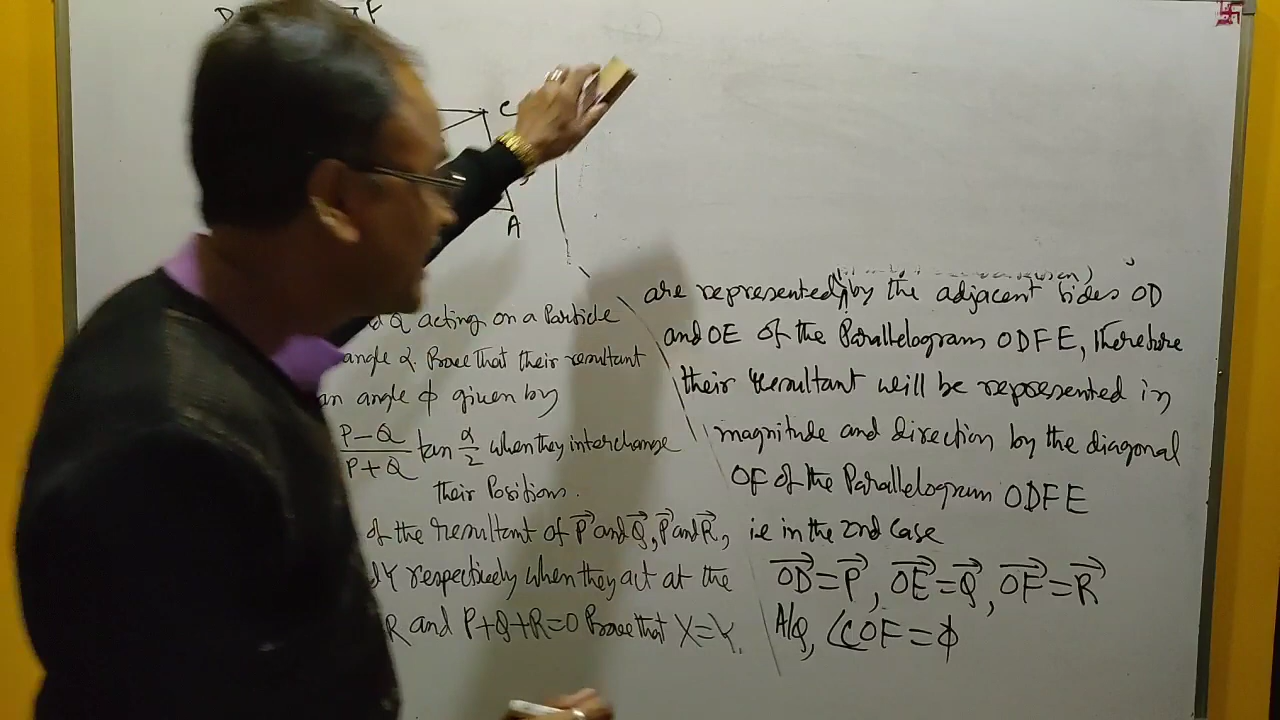 D F
C
A
Q acting on a Particle
angle α. Prove that their resultant
an angle ϕ given by
P-Q/P+Q tan α/2 when they interchange
their Positions.
of the resultant of P⃗ and Q⃗, P⃗ and R⃗,
Y respectively when they act at the
R and P+Q+R=0 Prove that X=Y.
are represented by the adjacent sides OD
and OE of the Parallelogram ODFE, Therefore
their resultant will be represented in
magnitude and direction by the diagonal
OF of the Parallelogram ODFE
i.e in the 2nd Case
OD⃗=P⃗, OE⃗=Q⃗, OF⃗=R⃗
A/Q, ∠COF=ϕ